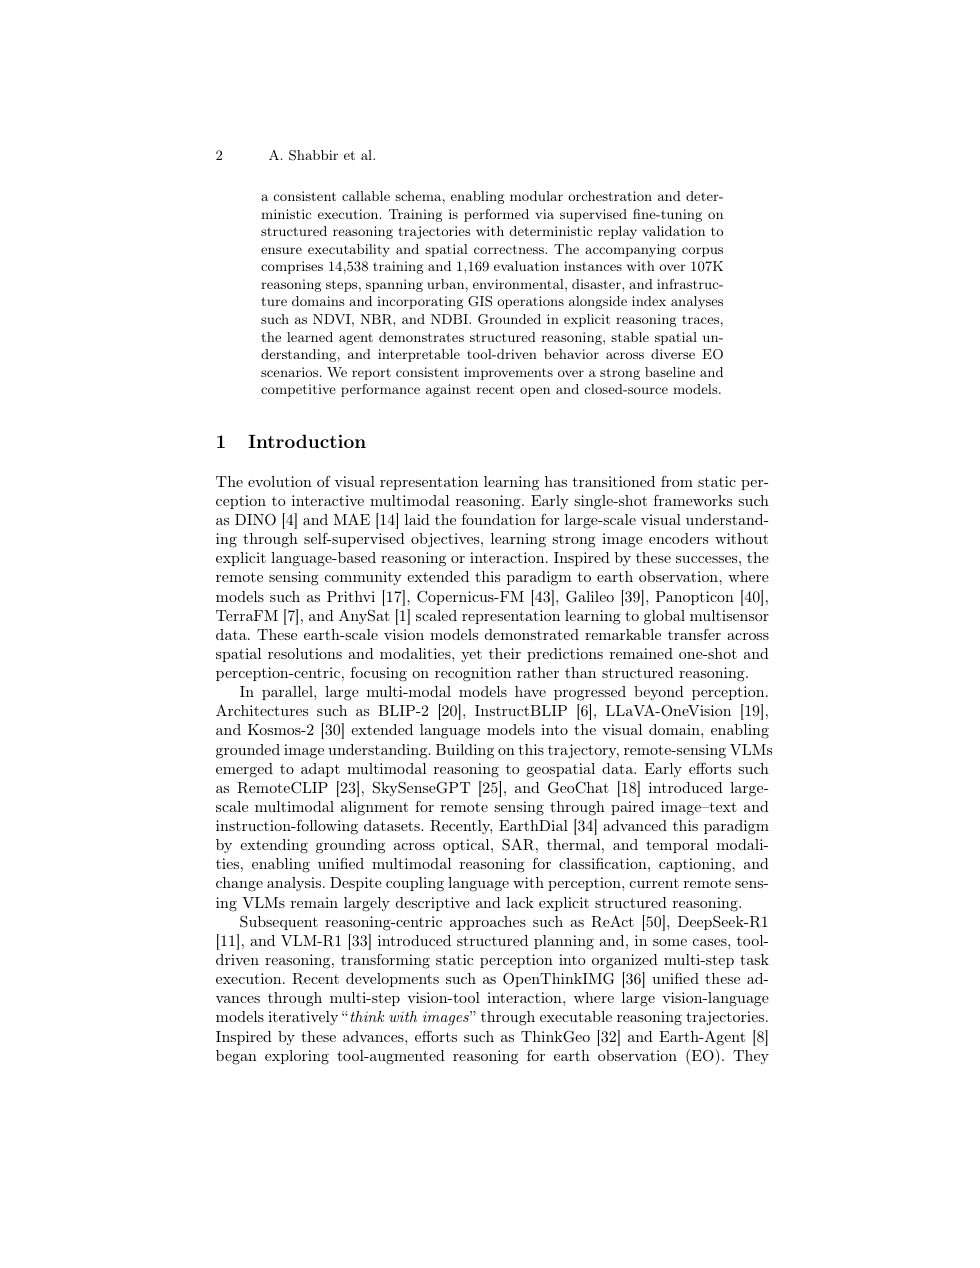 2 A. Shabbir et al.
a consistent callable schema, enabling modular orchestration and deter-
ministic execution. Training is performed via supervised fine-tuning on
structured reasoning trajectories with deterministic replay validation to
ensure executability and spatial correctness. The accompanying corpus
comprises 14,538 training and 1,169 evaluation instances with over 107K
reasoning steps, spanning urban, environmental, disaster, and infrastruc-
ture domains and incorporating GIS operations alongside index analyses
such as NDVI, NBR, and NDBI. Grounded in explicit reasoning traces,
the learned agent demonstrates structured reasoning, stable spatial un-
derstanding, and interpretable tool-driven behavior across diverse EO
scenarios. We report consistent improvements over a strong baseline and
competitive performance against recent open and closed-source models.
1 Introduction
The evolution of visual representation learning has transitioned from static per-
ception to interactive multimodal reasoning. Early single-shot frameworks such
as DINO [4] and MAE [14] laid the foundation for large-scale visual understand-
ing through self-supervised objectives, learning strong image encoders without
explicit language-based reasoning or interaction. Inspired by these successes, the
remote sensing community extended this paradigm to earth observation, where
models such as Prithvi [17], Copernicus-FM [43], Galileo [39], Panopticon [40],
TerraFM [7], and AnySat [1] scaled representation learning to global multisensor
data. These earth-scale vision models demonstrated remarkable transfer across
spatial resolutions and modalities, yet their predictions remained one-shot and
perception-centric, focusing on recognition rather than structured reasoning.
In parallel, large multi-modal models have progressed beyond perception.
Architectures such as BLIP-2 [20], InstructBLIP [6], LLaVA-OneVision [19],
and Kosmos-2 [30] extended language models into the visual domain, enabling
grounded image understanding. Building on this trajectory, remote-sensing VLMs
emerged to adapt multimodal reasoning to geospatial data. Early efforts such
as RemoteCLIP [23], SkySenseGPT [25], and GeoChat [18] introduced large-
scale multimodal alignment for remote sensing through paired image–text and
instruction-following datasets. Recently, EarthDial [34] advanced this paradigm
by extending grounding across optical, SAR, thermal, and temporal modali-
ties, enabling unified multimodal reasoning for classification, captioning, and
change analysis. Despite coupling language with perception, current remote sens-
ing VLMs remain largely descriptive and lack explicit structured reasoning.
Subsequent reasoning-centric approaches such as ReAct [50], DeepSeek-R1
[11], and VLM-R1 [33] introduced structured planning and, in some cases, tool-
driven reasoning, transforming static perception into organized multi-step task
execution. Recent developments such as OpenThinkIMG [36] unified these ad-
vances through multi-step vision-tool interaction, where large vision-language
models iteratively “think with images” through executable reasoning trajectories.
Inspired by these advances, efforts such as ThinkGeo [32] and Earth-Agent [8]
began exploring tool-augmented reasoning for earth observation (EO). They